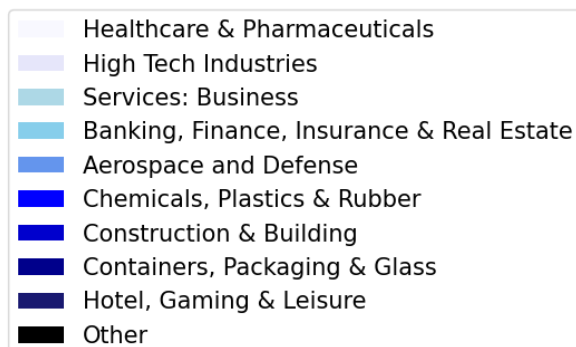 Healthcare & Pharmaceuticals
High Tech Industries
Services: Business
Banking, Finance, Insurance & Real Estate
Aerospace and Defense
Chemicals, Plastics & Rubber
Construction & Building
Containers, Packaging & Glass
Hotel, Gaming & Leisure
Other